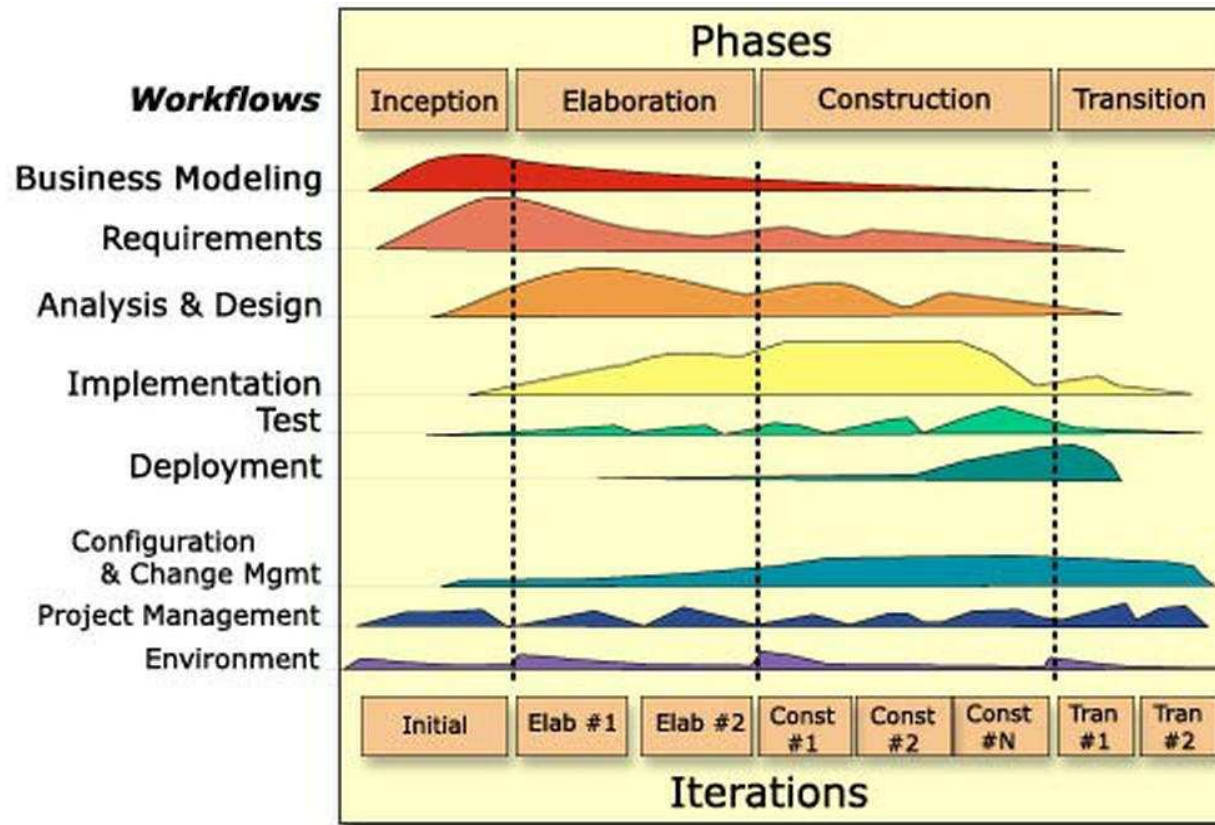 Phases
Workflows
Inception
Elaboration
Construction
Transition
Business Modeling
Requirements
Analysis & Design
Implementation
Test
Deployment
Configuration
& Change Mgmt
Project Management
Environment
Initial
Elab #1
Elab #2
Const
#1
Const
#2
Const
#N
Tran
#1
Tran
#2
Iterations